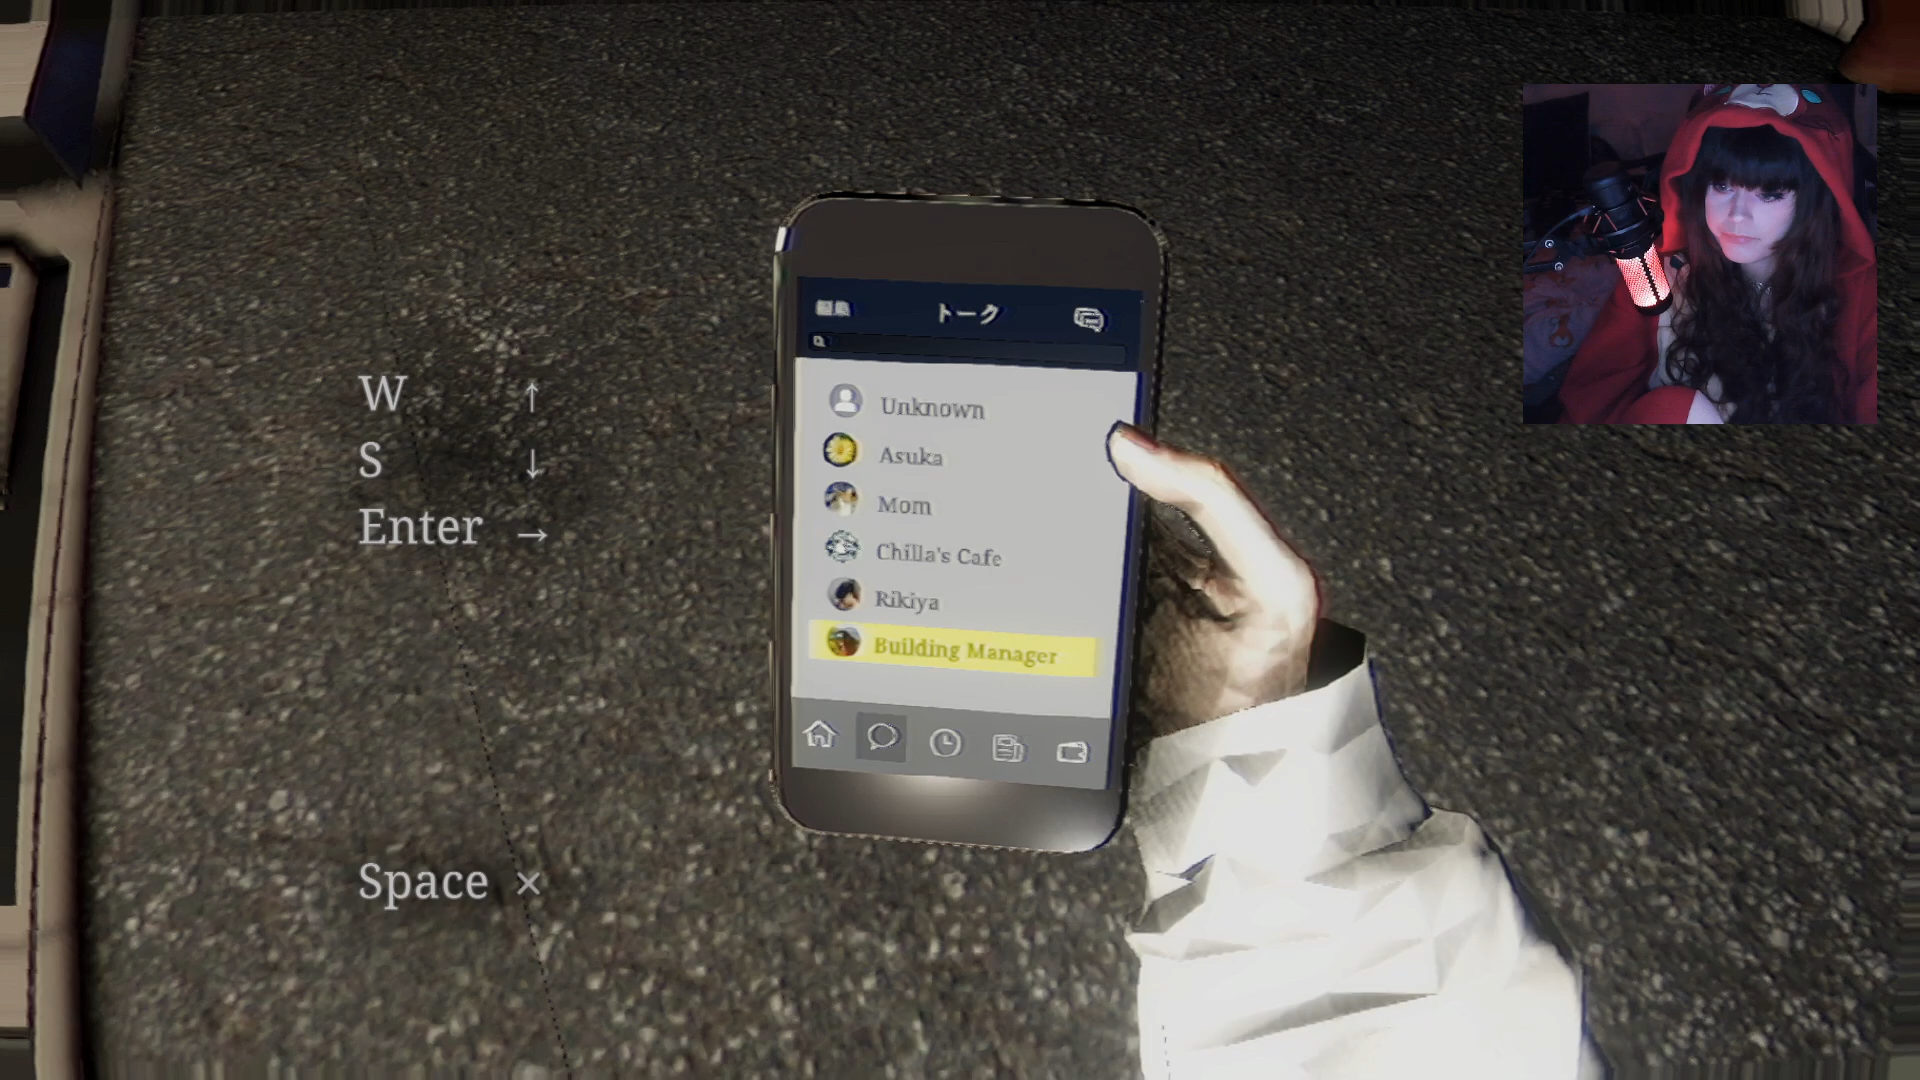 W ↑
S ↓
Enter →
Space ×
トーク
Unknown
Asuka
Mom
Chilla's Cafe
Rikiya
Building Manager